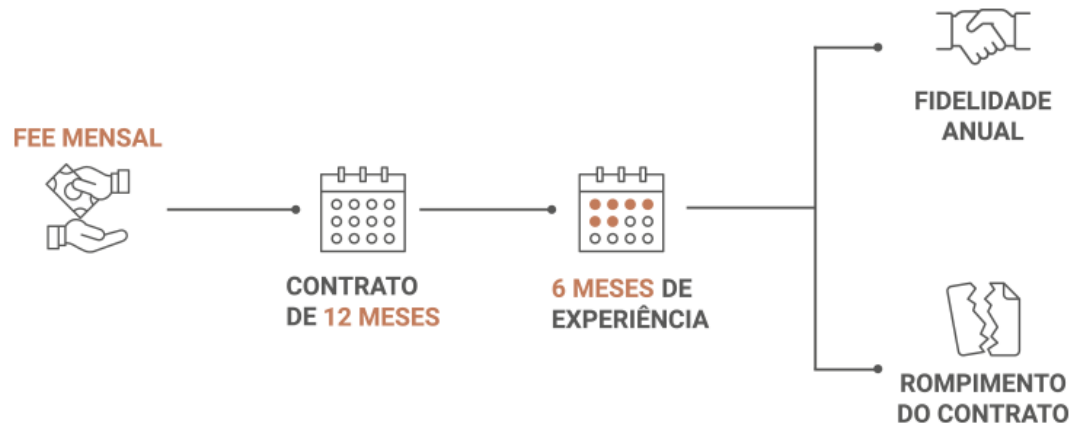 FEE MENSAL
CONTRATO
DE 12 MESES
6 MESES DE
EXPERIÊNCIA
FIDELIDADE
ANUAL
ROMPIMENTO
DO CONTRATO